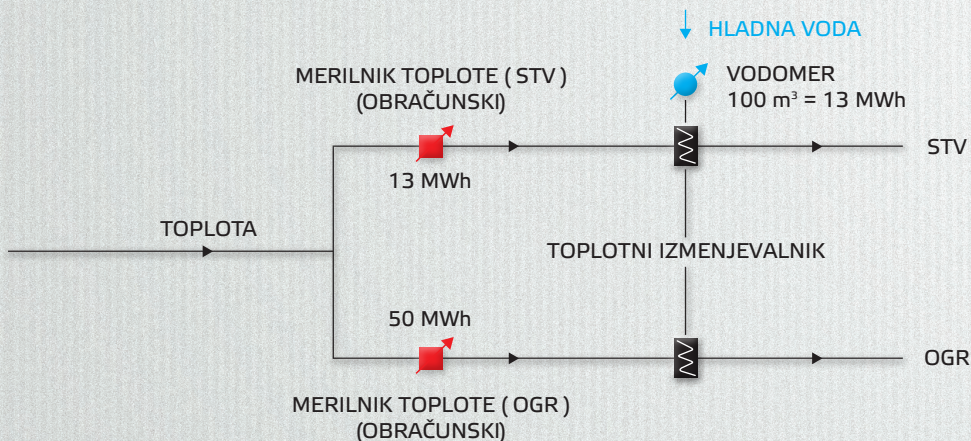 HLADNA VODA
MERILNIK TOPLOTE ( STV )
(OBRAČUNSKI)
VODOMER
100 m³ = 13 MWh
STV
13 MWh
TOPLOTA
TOPLOTNI IZMENJEVALNIK
50 MWh
OGR
MERILNIK TOPLOTE ( OGR )
(OBRAČUNSKI)